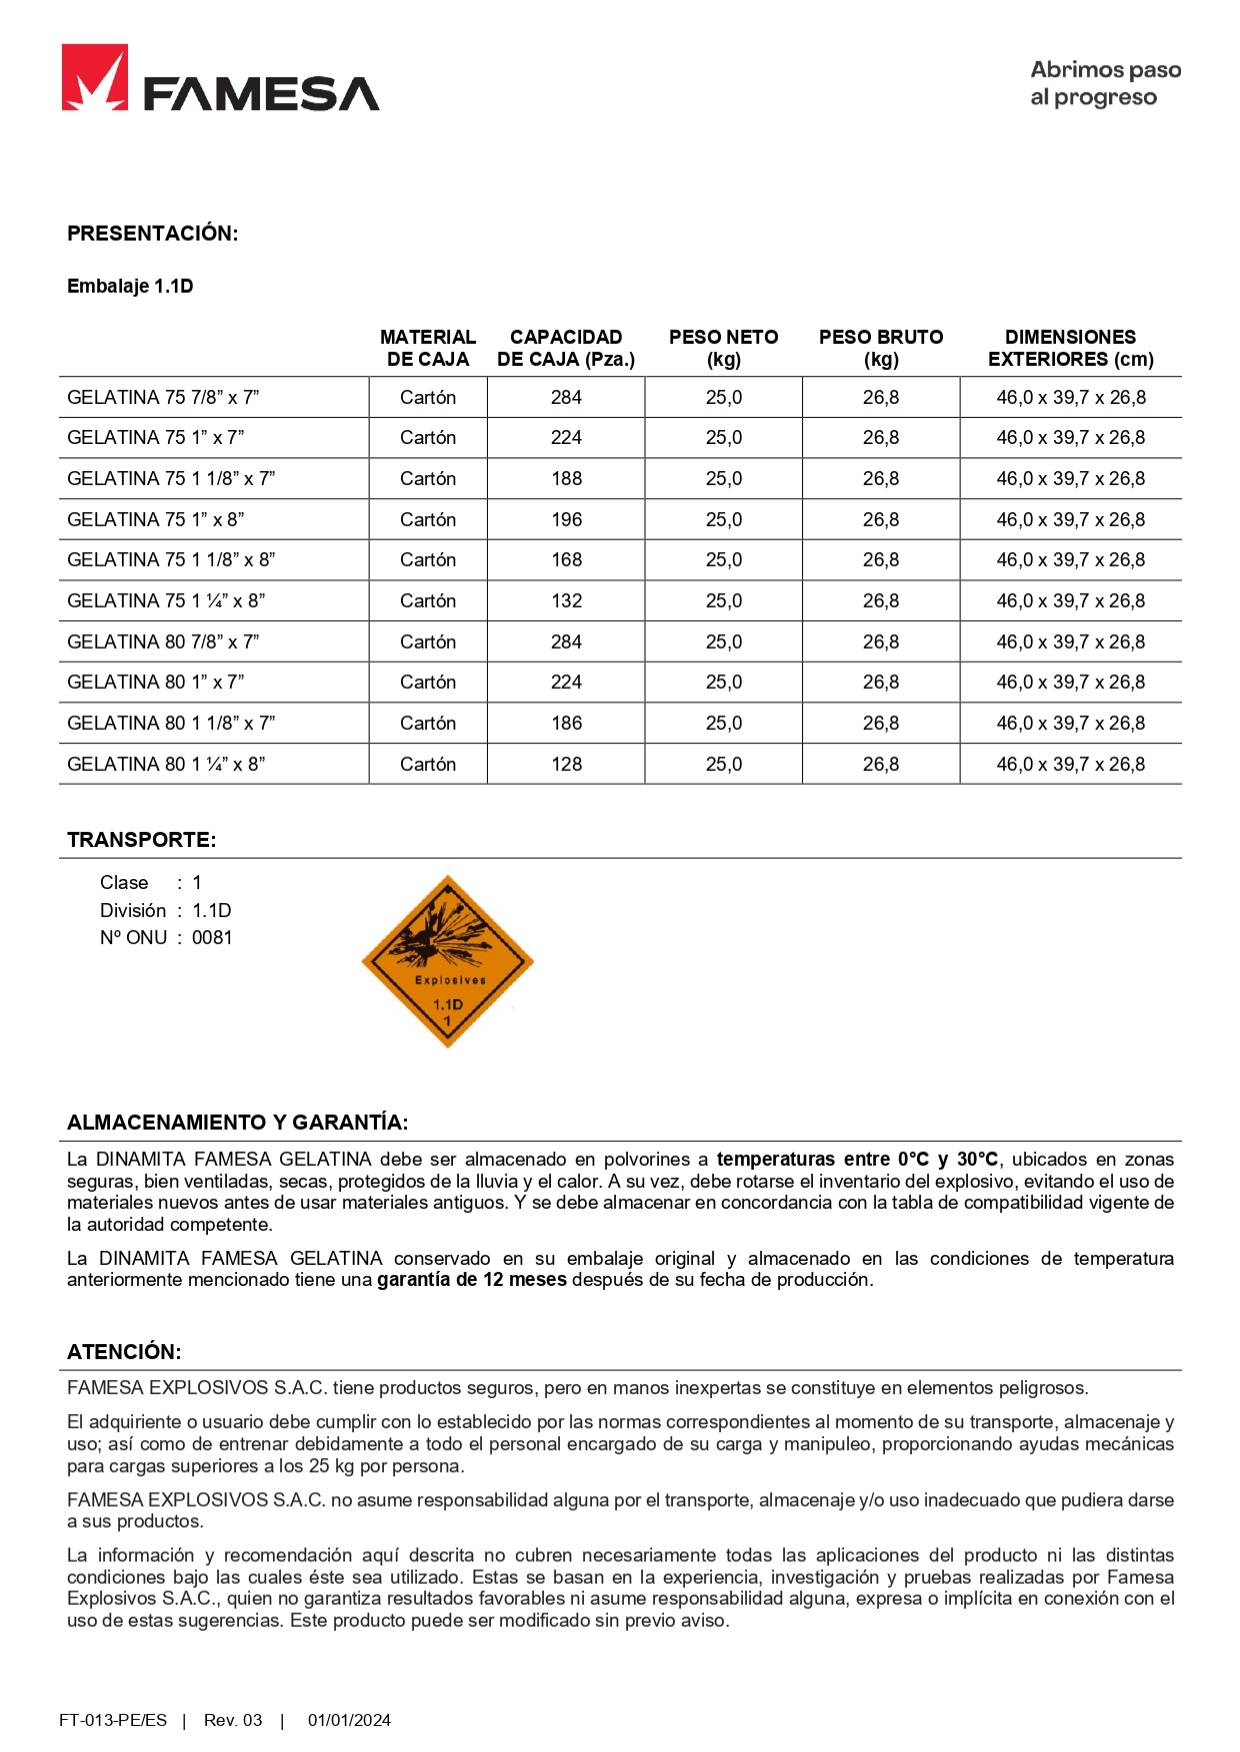 FAMESA
Abrimos paso
al progreso
PRESENTACIÓN:
Embalaje 1.1D
MATERIAL DE CAJA CAPACIDAD DE CAJA (Pza.) PESO NETO (kg) PESO BRUTO (kg) DIMENSIONES EXTERIORES (cm)
GELATINA 75 7/8” x 7” Cartón 284 25,0 26,8 46,0 x 39,7 x 26,8
GELATINA 75 1” x 7” Cartón 224 25,0 26,8 46,0 x 39,7 x 26,8
GELATINA 75 1 1/8” x 7” Cartón 188 25,0 26,8 46,0 x 39,7 x 26,8
GELATINA 75 1” x 8” Cartón 196 25,0 26,8 46,0 x 39,7 x 26,8
GELATINA 75 1 1/8” x 8” Cartón 168 25,0 26,8 46,0 x 39,7 x 26,8
GELATINA 75 1 ¼” x 8” Cartón 132 25,0 26,8 46,0 x 39,7 x 26,8
GELATINA 80 7/8” x 7” Cartón 284 25,0 26,8 46,0 x 39,7 x 26,8
GELATINA 80 1” x 7” Cartón 224 25,0 26,8 46,0 x 39,7 x 26,8
GELATINA 80 1 1/8” x 7” Cartón 186 25,0 26,8 46,0 x 39,7 x 26,8
GELATINA 80 1 ¼” x 8” Cartón 128 25,0 26,8 46,0 x 39,7 x 26,8
TRANSPORTE:
Clase : 1
División : 1.1D
Nº ONU : 0081
Explosives
1.1D
1
ALMACENAMIENTO Y GARANTÍA:
La DINAMITA FAMESA GELATINA debe ser almacenado en polvorines a temperaturas entre 0°C y 30°C, ubicados en zonas
seguras, bien ventiladas, secas, protegidos de la lluvia y el calor. A su vez, debe rotarse el inventario del explosivo, evitando el uso de
materiales nuevos antes de usar materiales antiguos. Y se debe almacenar en concordancia con la tabla de compatibilidad vigente de
la autoridad competente.
La DINAMITA FAMESA GELATINA conservado en su embalaje original y almacenado en las condiciones de temperatura
anteriormente mencionado tiene una garantía de 12 meses después de su fecha de producción.
ATENCIÓN:
FAMESA EXPLOSIVOS S.A.C. tiene productos seguros, pero en manos inexpertas se constituye en elementos peligrosos.
El adquiriente o usuario debe cumplir con lo establecido por las normas correspondientes al momento de su transporte, almacenaje y
uso; así como de entrenar debidamente a todo el personal encargado de su carga y manipuleo, proporcionando ayudas mecánicas
para cargas superiores a los 25 kg por persona.
FAMESA EXPLOSIVOS S.A.C. no asume responsabilidad alguna por el transporte, almacenaje y/o uso inadecuado que pudiera darse
a sus productos.
La información y recomendación aquí descrita no cubren necesariamente todas las aplicaciones del producto ni las distintas
condiciones bajo las cuales éste sea utilizado. Estas se basan en la experiencia, investigación y pruebas realizadas por Famesa
Explosivos S.A.C., quien no garantiza resultados favorables ni asume responsabilidad alguna, expresa o implícita en conexión con el
uso de estas sugerencias. Este producto puede ser modificado sin previo aviso.
FT-013-PE/ES | Rev. 03 | 01/01/2024